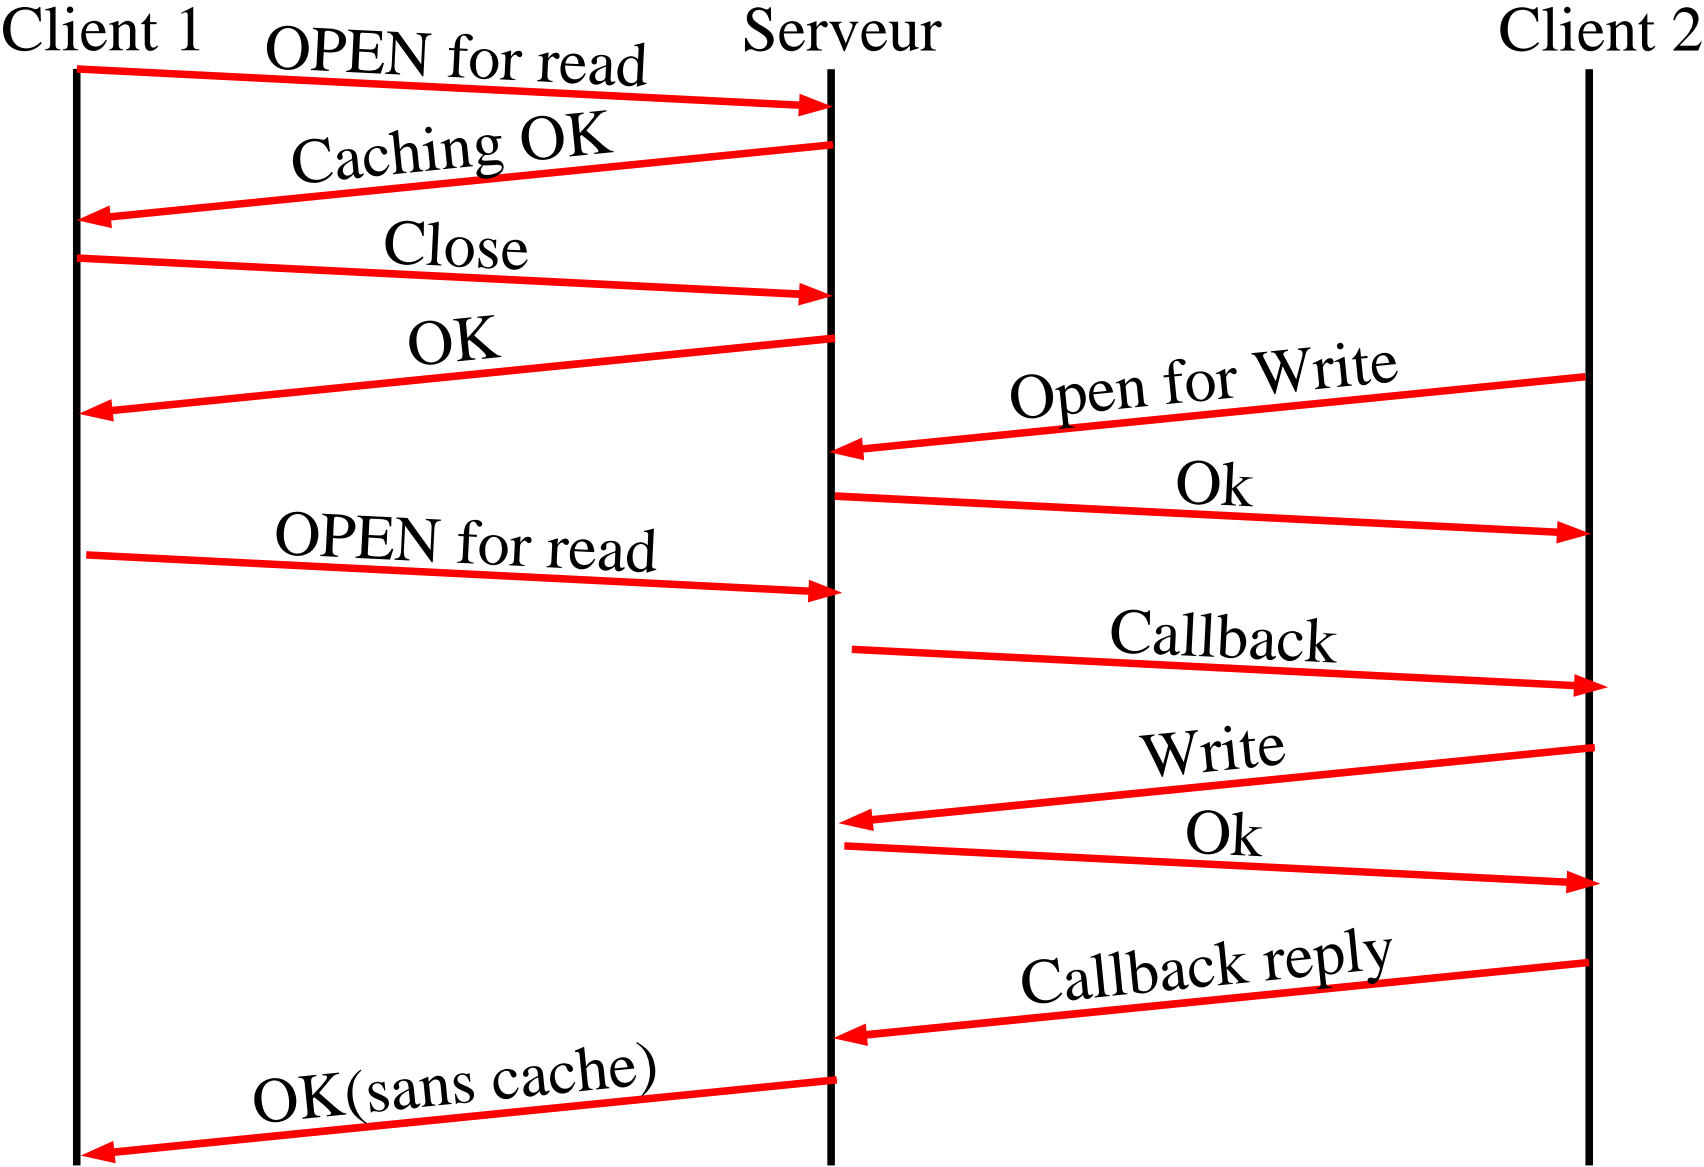 Client 1
Serveur
Client 2
OPEN for read
Caching OK
Close
OK
Open for Write
Ok
OPEN for read
Callback
Write
Ok
Callback reply
OK(sans cache)